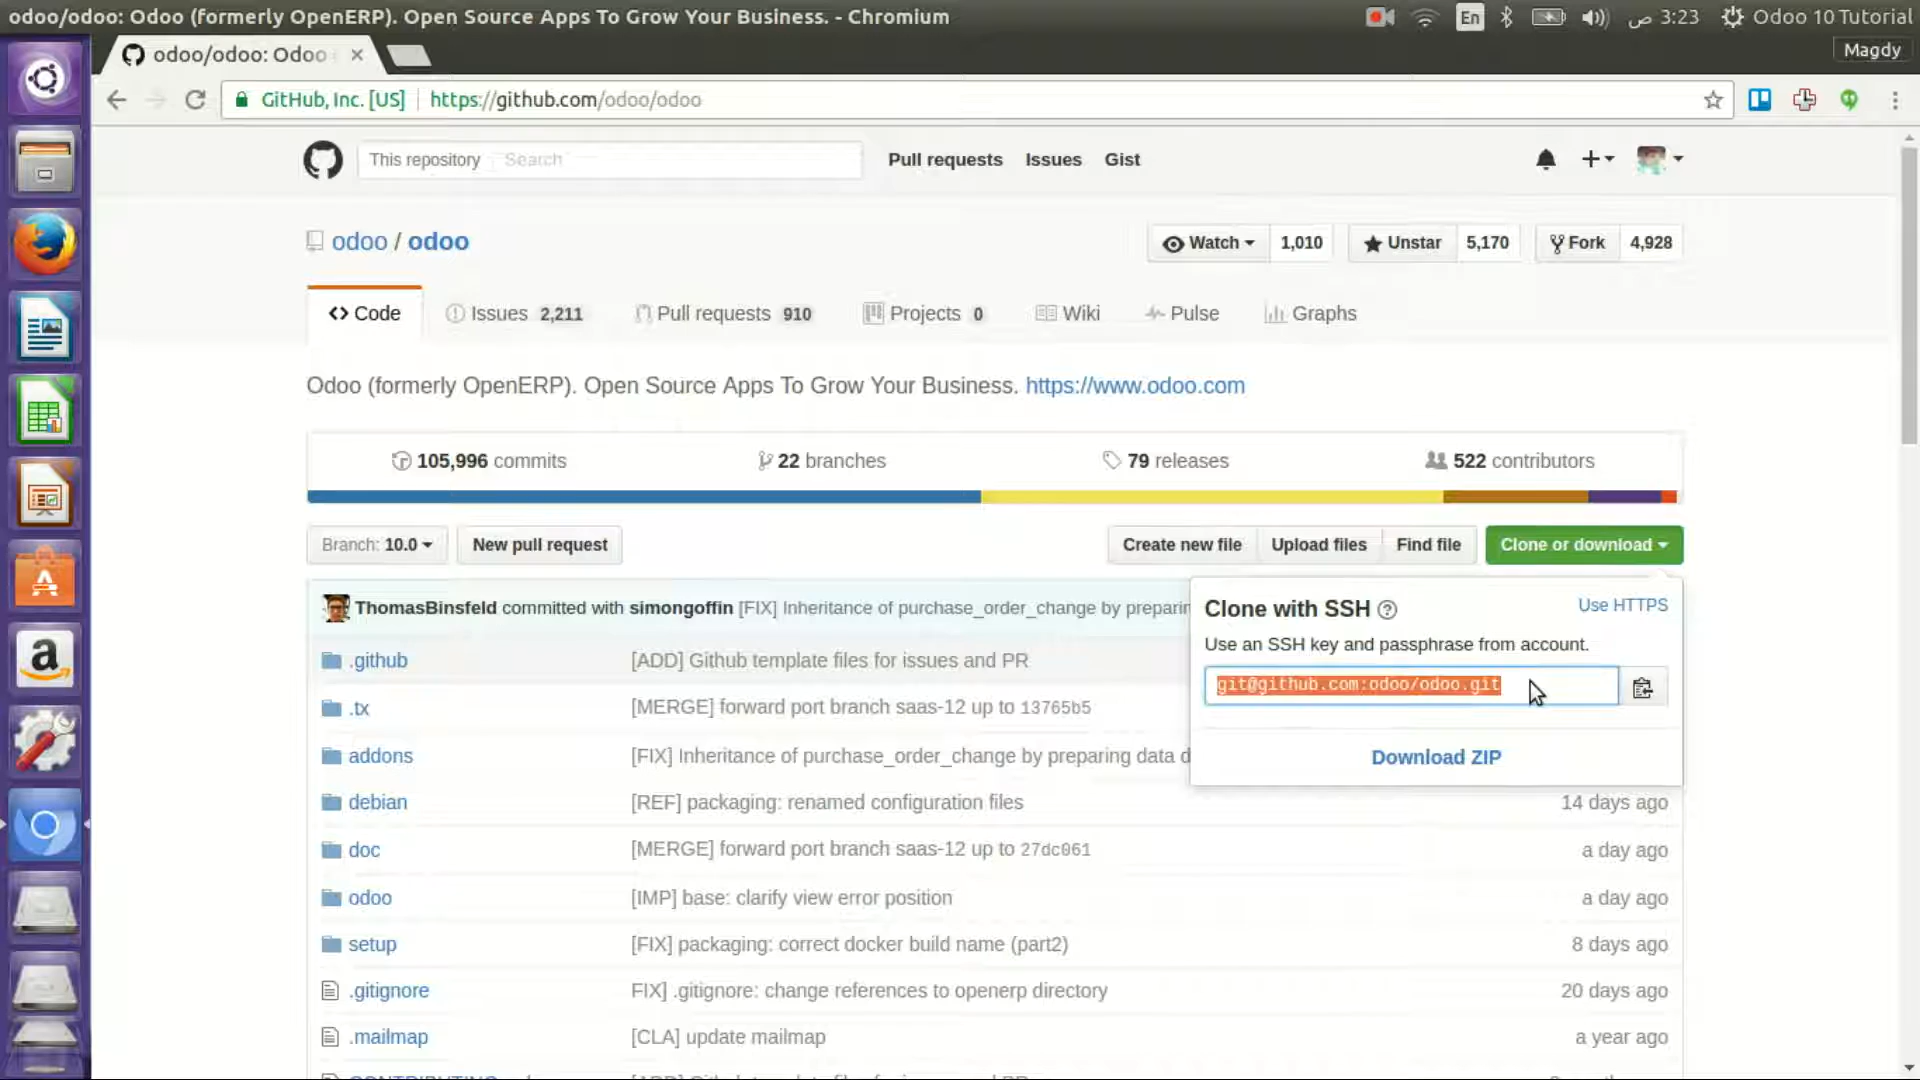 odoo/odoo: Odoo (formerly OpenERP). Open Source Apps To Grow Your Business. - Chromium
En
3:23 ص
Odoo 10 Tutorial
odoo/odoo: Odoo
Magdy
GitHub, Inc. [US]
https://github.com/odoo/odoo
This repository
Search
Pull requests
Issues
Gist
odoo / odoo
Watch
1,010
Unstar
5,170
Fork
4,928
Code
Issues 2,211
Pull requests 910
Projects 0
Wiki
Pulse
Graphs
Odoo (formerly OpenERP). Open Source Apps To Grow Your Business. https://www.odoo.com
105,996 commits
22 branches
79 releases
522 contributors
Branch: 10.0
New pull request
Create new file
Upload files
Find file
Clone or download
ThomasBinsfeld committed with simongoffin [FIX] Inheritance of purchase_order_change by preparin
Clone with SSH
Use HTTPS
Use an SSH key and passphrase from account.
git@github.com:odoo/odoo.git
Download ZIP
.github
[ADD] Github template files for issues and PR
.tx
[MERGE] forward port branch saas-12 up to 13765b5
addons
[FIX] Inheritance of purchase_order_change by preparing data d
debian
[REF] packaging: renamed configuration files
14 days ago
doc
[MERGE] forward port branch saas-12 up to 27dc061
a day ago
odoo
[IMP] base: clarify view error position
a day ago
setup
[FIX] packaging: correct docker build name (part2)
8 days ago
.gitignore
FIX] .gitignore: change references to openerp directory
20 days ago
.mailmap
[CLA] update mailmap
a year ago